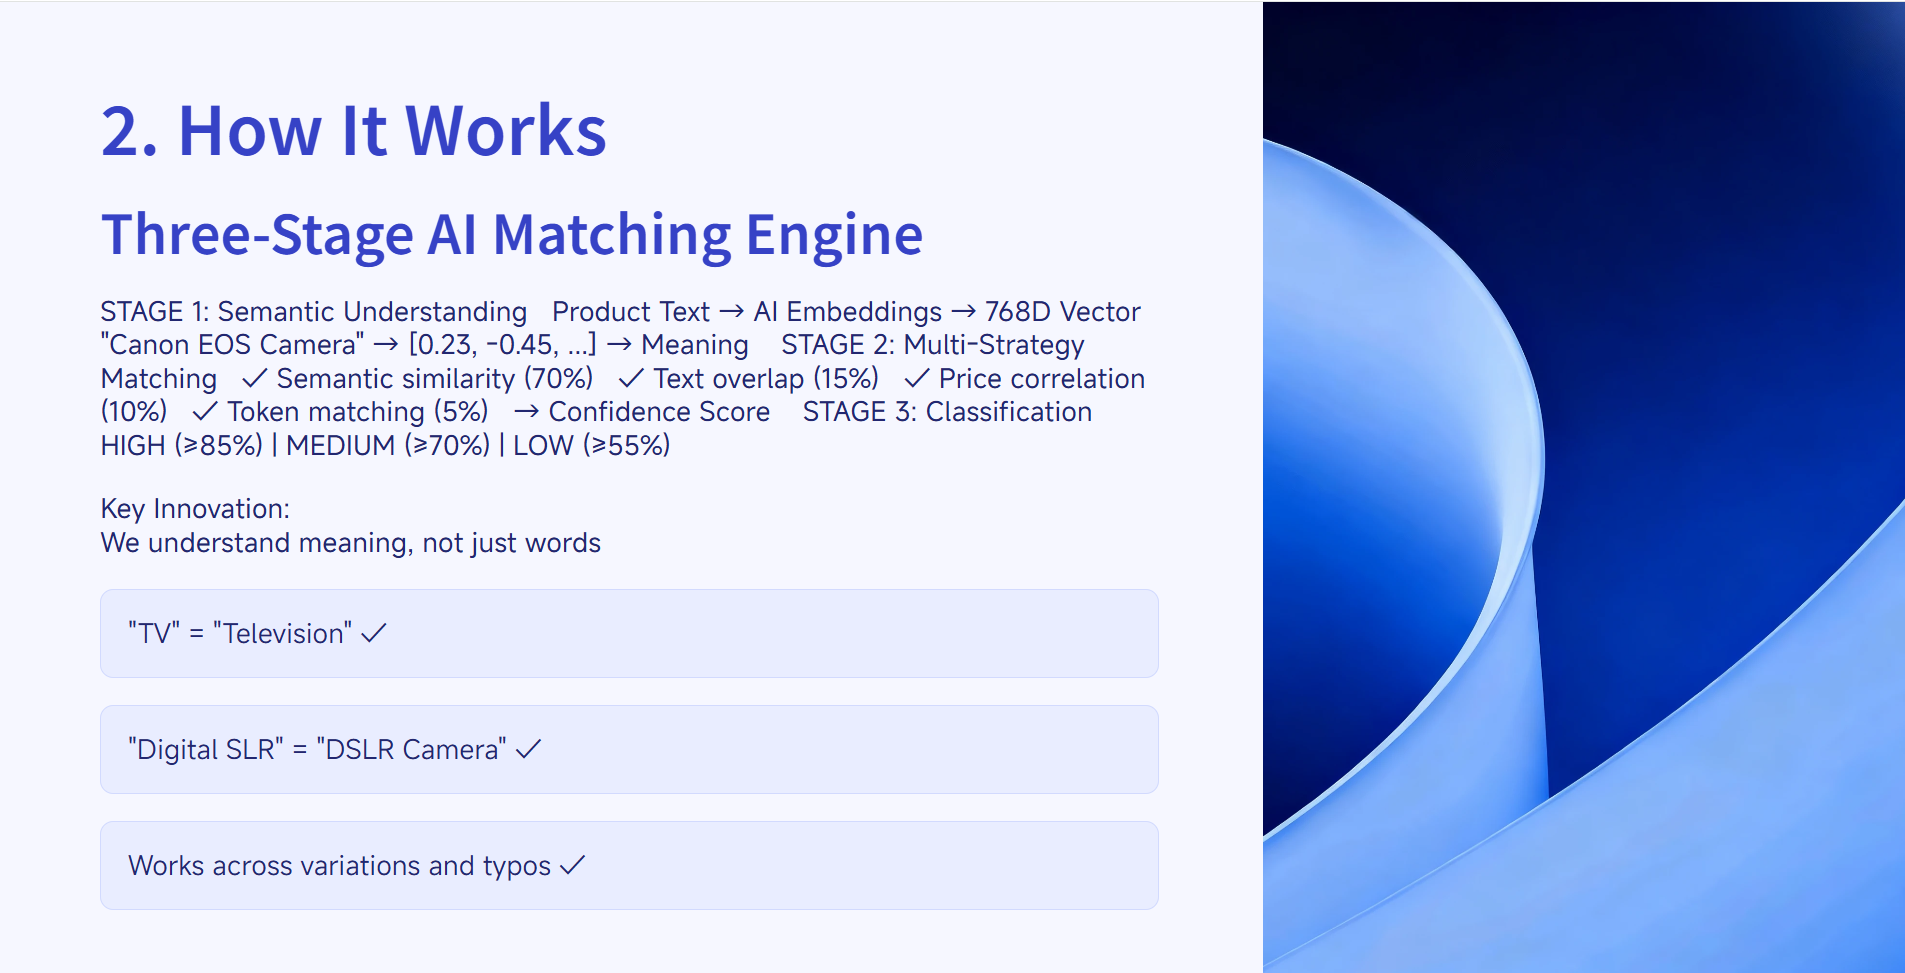 2. How It Works
Three-Stage AI Matching Engine
STAGE 1: Semantic Understanding   Product Text → AI Embeddings → 768D Vector
"Canon EOS Camera" → [0.23, -0.45, ...] → Meaning    STAGE 2: Multi-Strategy
Matching   ✓ Semantic similarity (70%)   ✓ Text overlap (15%)   ✓ Price correlation
(10%)   ✓ Token matching (5%)   → Confidence Score    STAGE 3: Classification
HIGH (≥85%) | MEDIUM (≥70%) | LOW (≥55%)
Key Innovation:
We understand meaning, not just words
"TV" = "Television" ✓
"Digital SLR" = "DSLR Camera" ✓
Works across variations and typos ✓